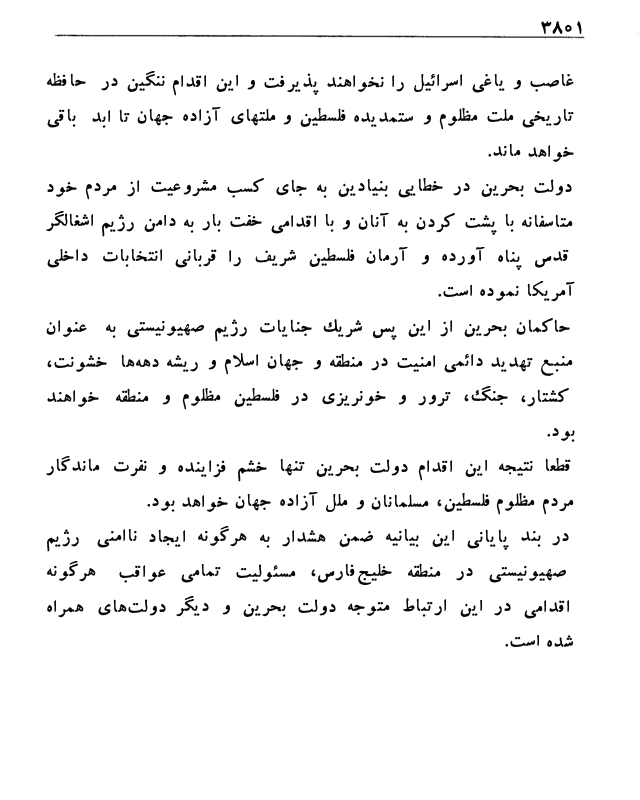 ۳۸۰۱
غاصب و یاغی اسرائیل را نخواهند پذیرفت و این اقدام ننگین در حافظه
تاریخی ملت مظلوم و ستمدیده فلسطین و ملتهای آزاده جهان تا ابد باقی
خواهد ماند.
دولت بحرین در خطایی بنیادین به جای کسب مشروعیت از مردم خود
متاسفانه با پشت کردن به آنان و با اقدامی خفت بار به دامن رژیم اشغالگر
قدس پناه آورده و آرمان فلسطین شریف را قربانی انتخابات داخلی
آمریکا نموده است.
حاکمان بحرین از این پس شریك جنایات رژیم صهیونیستی به عنوان
منبع تهدید دائمی امنیت در منطقه و جهان اسلام و ریشه دهه‌ها خشونت،
کشتار، جنگ، ترور و خونریزی در فلسطین مظلوم و منطقه خواهند
بود.
قطعا نتیجه این اقدام دولت بحرین تنها خشم فزاینده و نفرت ماندگار
مردم مظلوم فلسطین، مسلمانان و ملل آزاده جهان خواهد بود.
در بند پایانی این بیانیه ضمن هشدار به هرگونه ایجاد ناامنی رژیم
صهیونیستی در منطقه خلیج‌فارس، مسئولیت تمامی عواقب هرگونه
اقدامی در این ارتباط متوجه دولت بحرین و دیگر دولت‌های همراه
شده است.